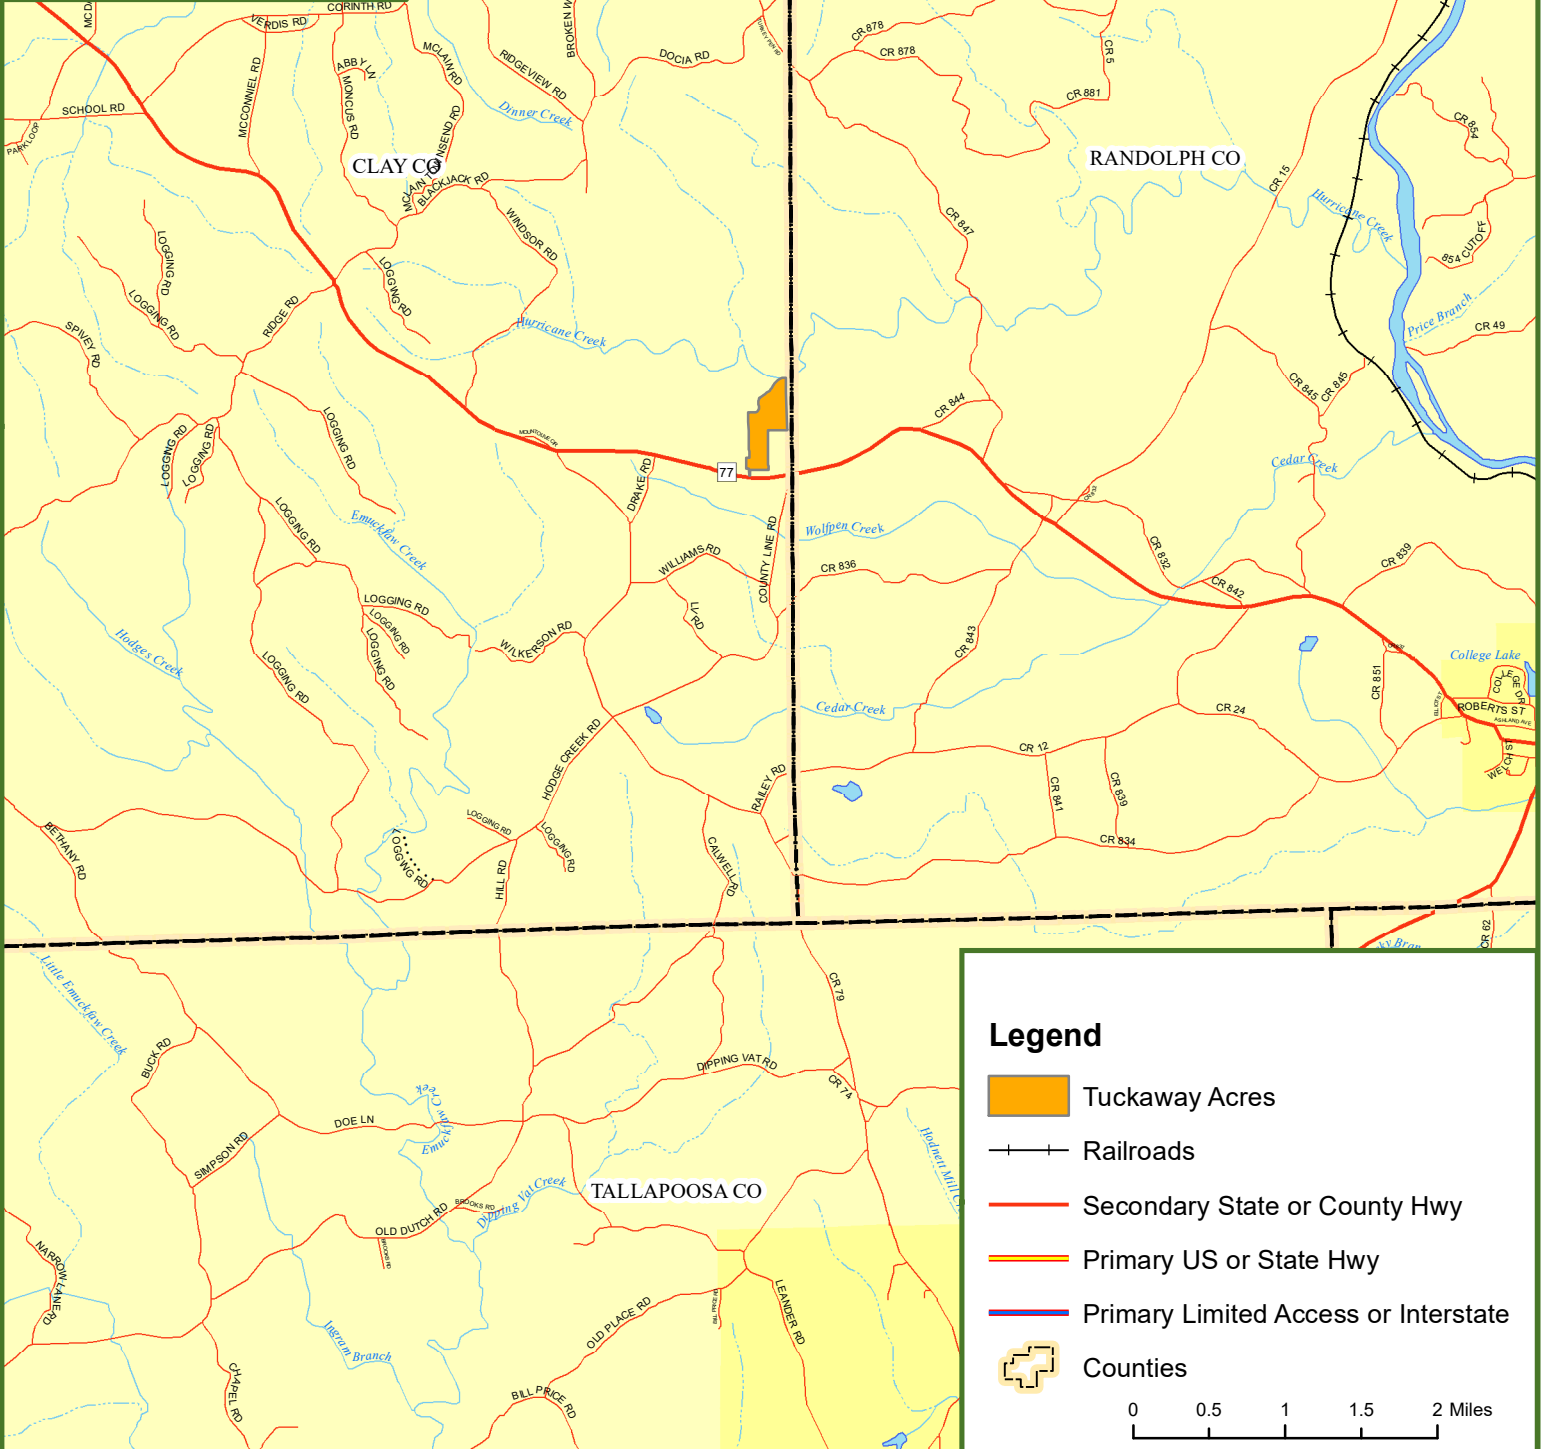 CORINTH RD
VERDIS RD
MCLAIN RD
RIDGEVIEW RD
DOCIA RD
CR 878
CR 878
CR 5
CR 881
ABBY LN
MONCUS RD
MCCONNIEL RD
SCHOOL RD
PARK LOOP
Dinner Creek
CLAY CO
BLACKJACK RD
WINDSOR RD
RANDOLPH CO
CR 854
CR 15
Hurricane Creek
CR 847
854 CUTOFF
Price Branch
CR 49
LOGGING RD
LOGGING RD
LOGGING RD
RIDGE RD
SPIVEY RD
Hurricane Creek
CR 845
CR 845
CR 844
LOGGING RD
LOGGING RD
LOGGING RD
77
DRAKE RD
Cedar Creek
LOGGING RD
Emuckfaw Creek
COUNTY LINE RD
Wolfpen Creek
WILLIAMS RD
CR 836
CR 832
CR 839
CR 842
LOGGING RD
LOGGING RD
LOGGING RD
LV RD
WILKERSON RD
CR 843
Hodges Creek
LOGGING RD
CR 851
College Lake
COLLEGE DR
ROBERTS ST
ASHLAND AVE
WELCH ST
Cedar Creek
CR 24
CR 12
HODGE CREEK RD
RAILEY RD
CR 841
CR 839
CR 834
LOGGING RD
LOGGING RD
LOGGING RD
BETHANY RD
HILL RD
CALWELL RD
CR 62
Little Emuckfaw Creek
CR 79
BUCK RD
DIPPING VAT RD
CR 74
DOE LN
Emuckfaw Creek
SIMPSON RD
TALLAPOOSA CO
Dipping Vat Creek
BROOKS RD
OLD DUTCH RD
BROOKS RD
NARROW LANE RD
LEANDER RD
OLD PLACE RD
Ingram Branch
CHAPEL RD
BILL PRICE RD
Legend
Tuckaway Acres
Railroads
Secondary State or County Hwy
Primary US or State Hwy
Primary Limited Access or Interstate
Counties
0 0.5 1 1.5 2 Miles